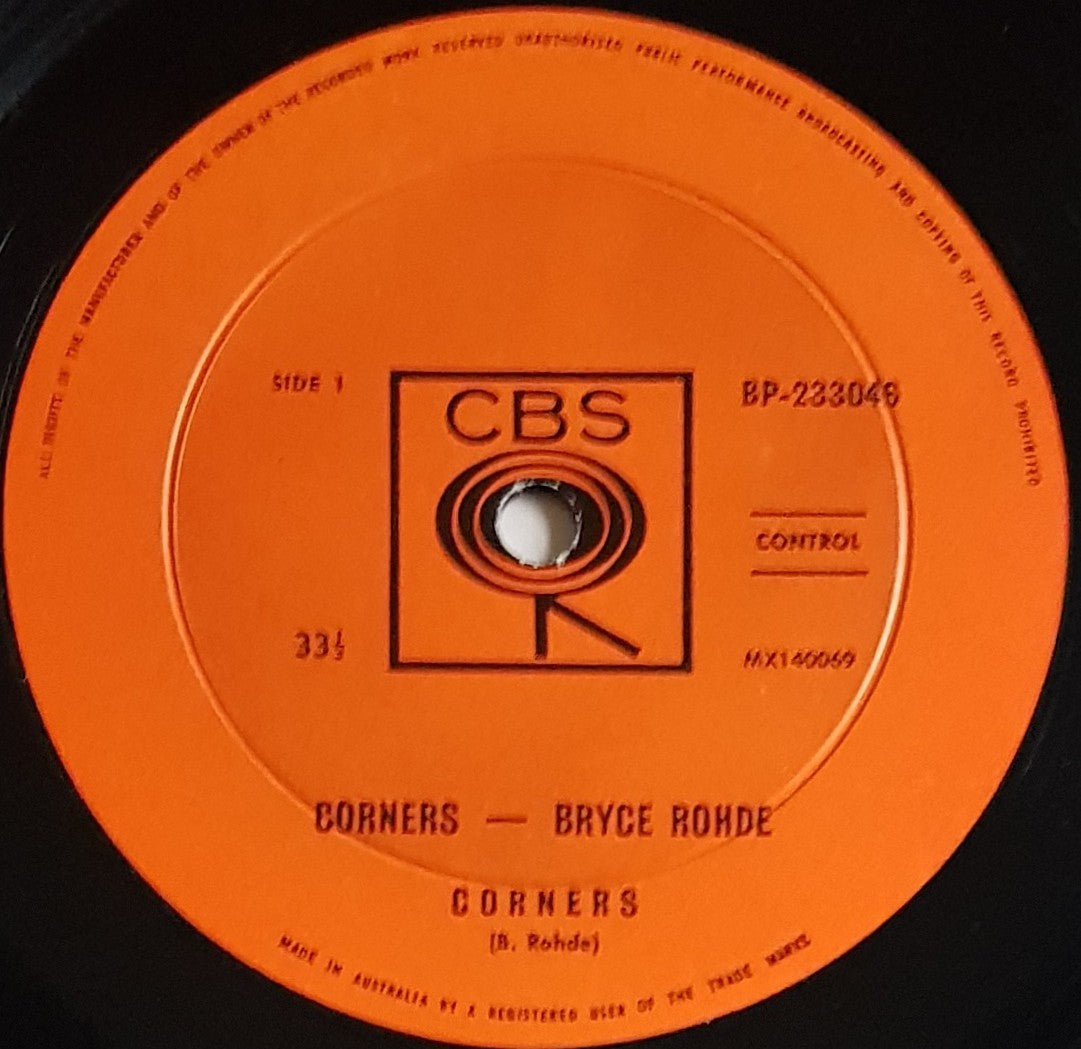 ALL RIGHTS OF THE MANUFACTURER AND OF THE OWNER OF THE RECORDED WORK RESERVED UNAUTHORISED PUBLIC PERFORMANCE BROADCASTING AND COPYING OF THIS RECORD PROHIBITED
SIDE 1
CBS
BP-233046
CONTROL
33⅓
MX140069
CORNERS — BRYCE ROHDE
CORNERS
(B. Rohde)
MADE IN AUSTRALIA BY A REGISTERED USER OF THE TRADE MARKS